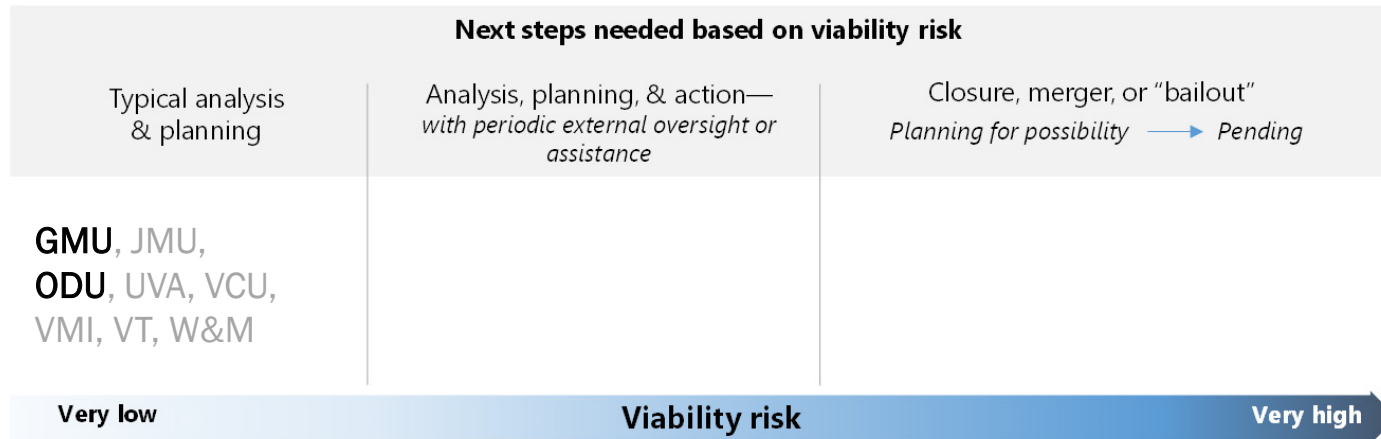 Next steps needed based on viability risk
Typical analysis
& planning
Analysis, planning, & action—
with periodic external oversight or
assistance
Closure, merger, or “bailout”
Planning for possibility
Pending
GMU, JMU,
ODU, UVA, VCU,
VMI, VT, W&M
Very low
Viability risk
Very high